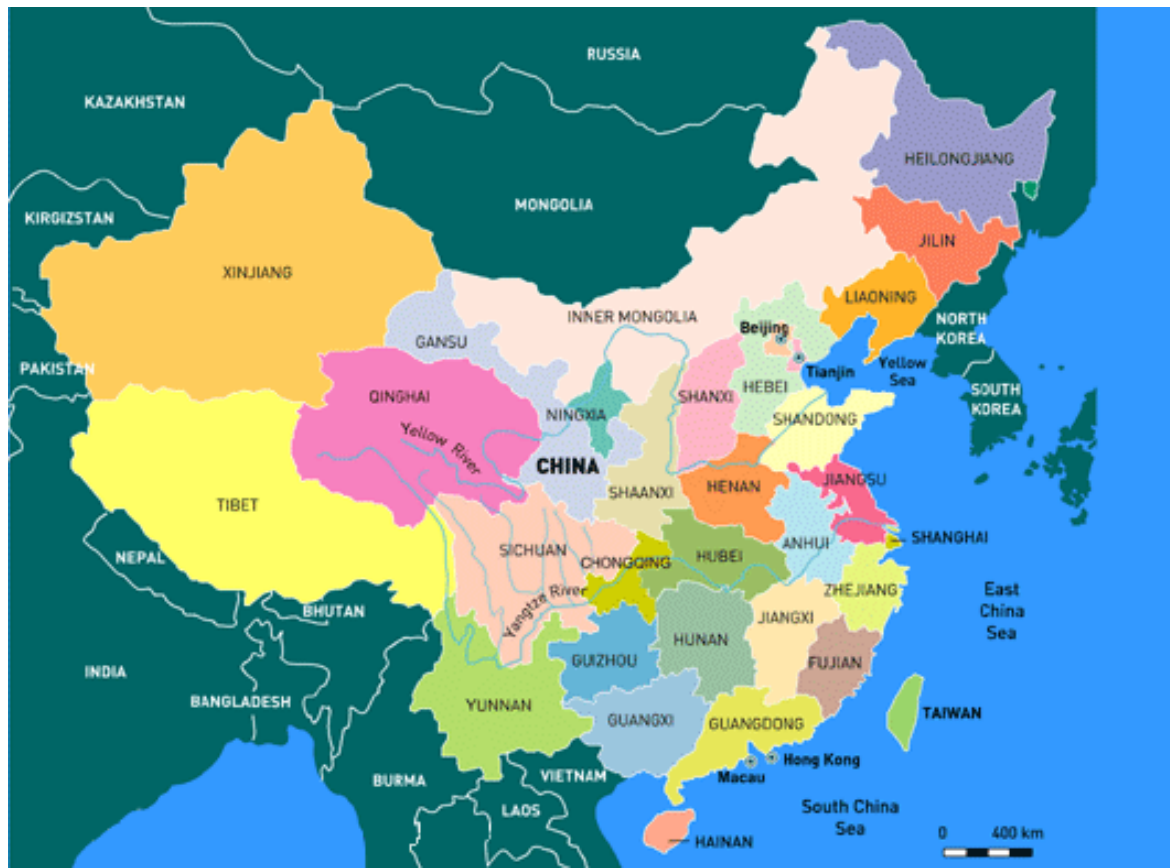 RUSSIA
KAZAKHSTAN
HEILONGJIANG
MONGOLIA
KIRGIZSTAN
JILIN
XINJIANG
LIAONING
INNER MONGOLIA
NORTH
KOREA
Beijing
GANSU
Yellow
Sea
PAKISTAN
Tianjin
SOUTH
KOREA
QINGHAI
SHANXI
HEBEI
NINGXIA
SHANDONG
Yellow River
CHINA
JIANGSU
HENAN
SHAANXI
TIBET
SHANGHAI
ANHUI
SICHUAN
HUBEI
NEPAL
CHONGQING
ZHEJIANG
Yangtza River
East
China
Sea
BHUTAN
JIANGXI
HUNAN
GUIZHOU
FUJIAN
INDIA
BANGLADESH
YUNNAN
TAIWAN
GUANGXI
GUANGDONG
Hong Kong
VIETNAM
Macau
BURMA
LAOS
South China
Sea
0 400 km
HAINAN